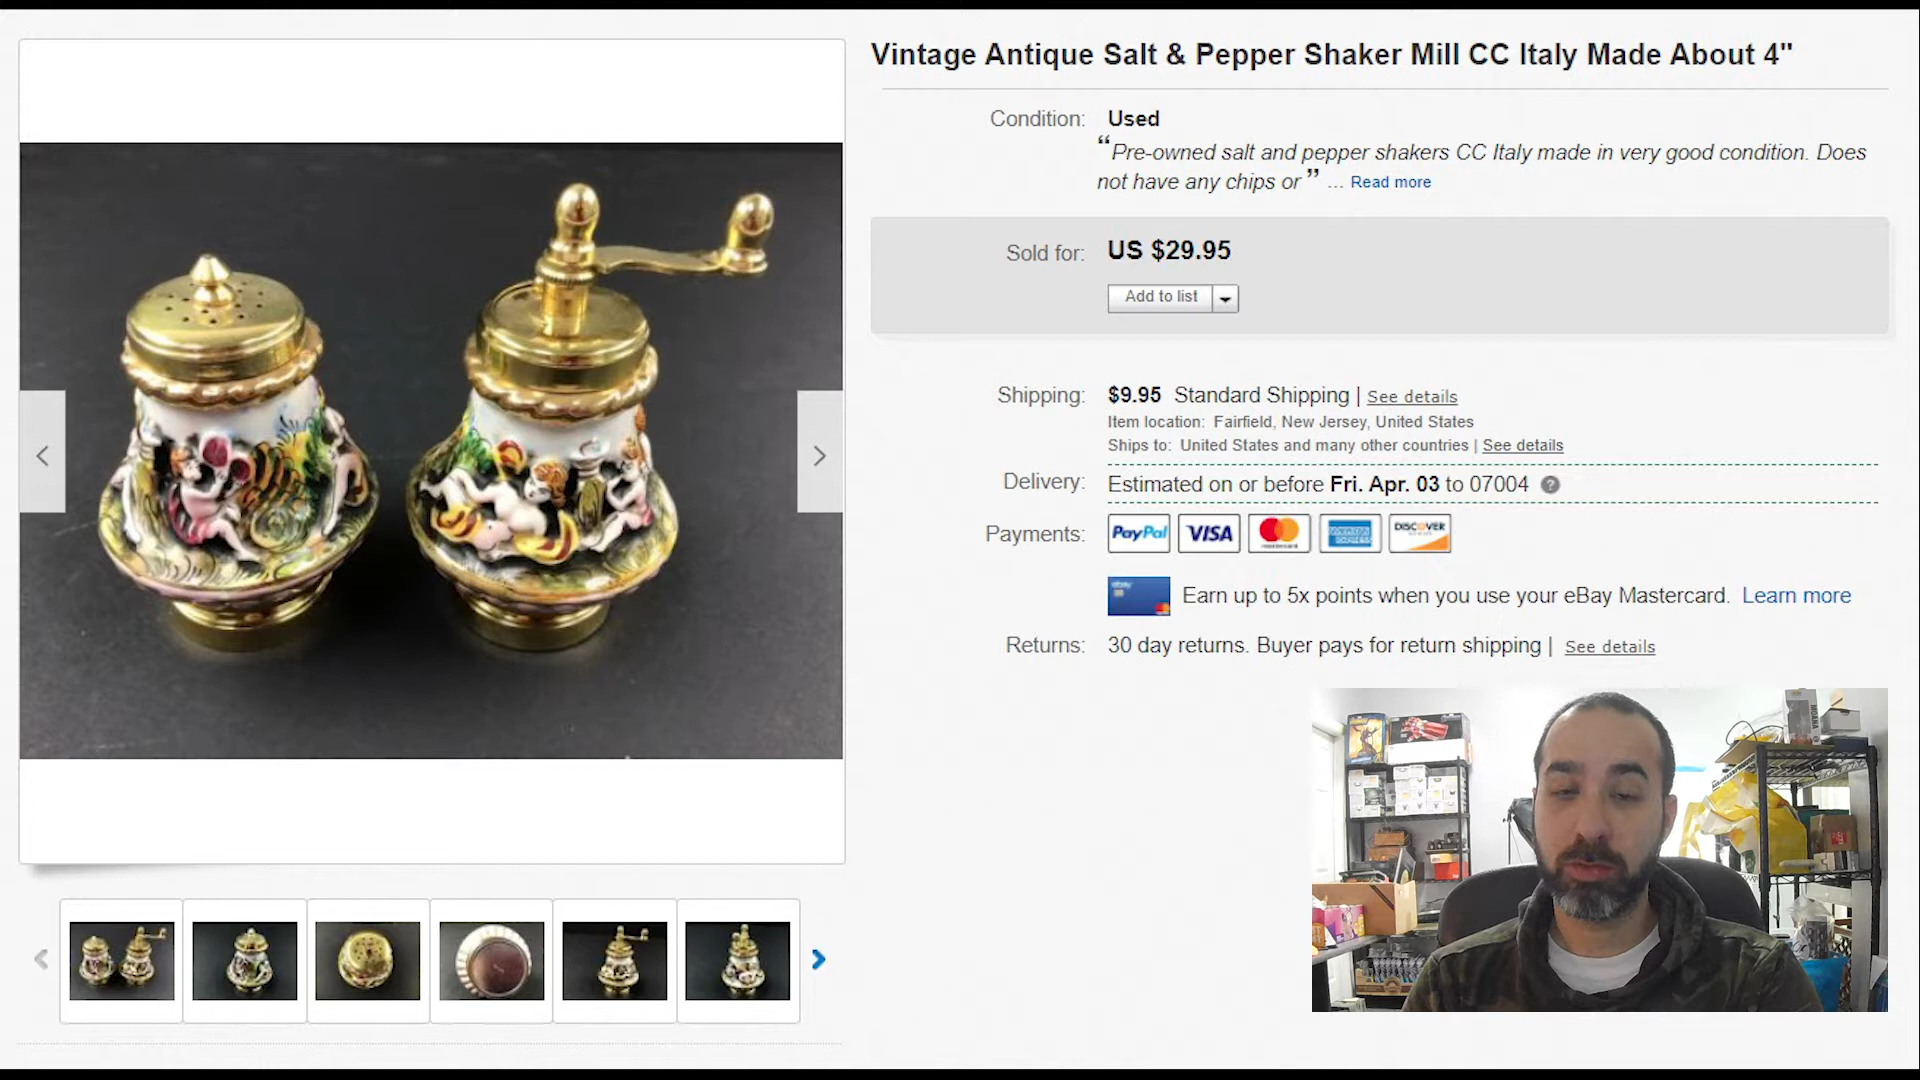 Vintage Antique Salt & Pepper Shaker Mill CC Italy Made About 4"
Condition: Used
“Pre-owned salt and pepper shakers CC Italy made in very good condition. Does
not have any chips or ” ... Read more
Sold for: US $29.95
Add to list
Shipping: $9.95 Standard Shipping | See details
Item location: Fairfield, New Jersey, United States
Ships to: United States and many other countries | See details
Delivery: Estimated on or before Fri. Apr. 03 to 07004 ?
Payments: PayPal VISA mastercard AMERICAN EXPRESS DISCOVER
ebay
Earn up to 5x points when you use your eBay Mastercard. Learn more
Returns: 30 day returns. Buyer pays for return shipping | See details
MOANA